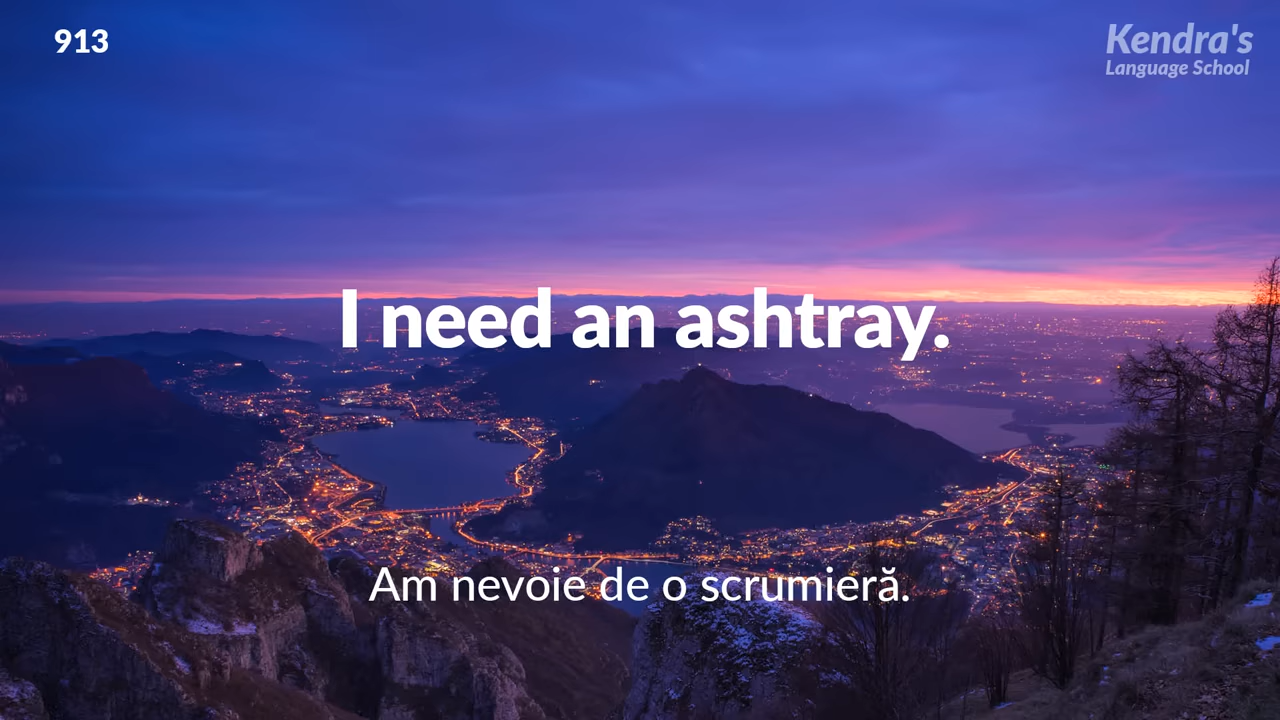 913
Kendra's
Language School
I need an ashtray.
Am nevoie de o scrumieră.